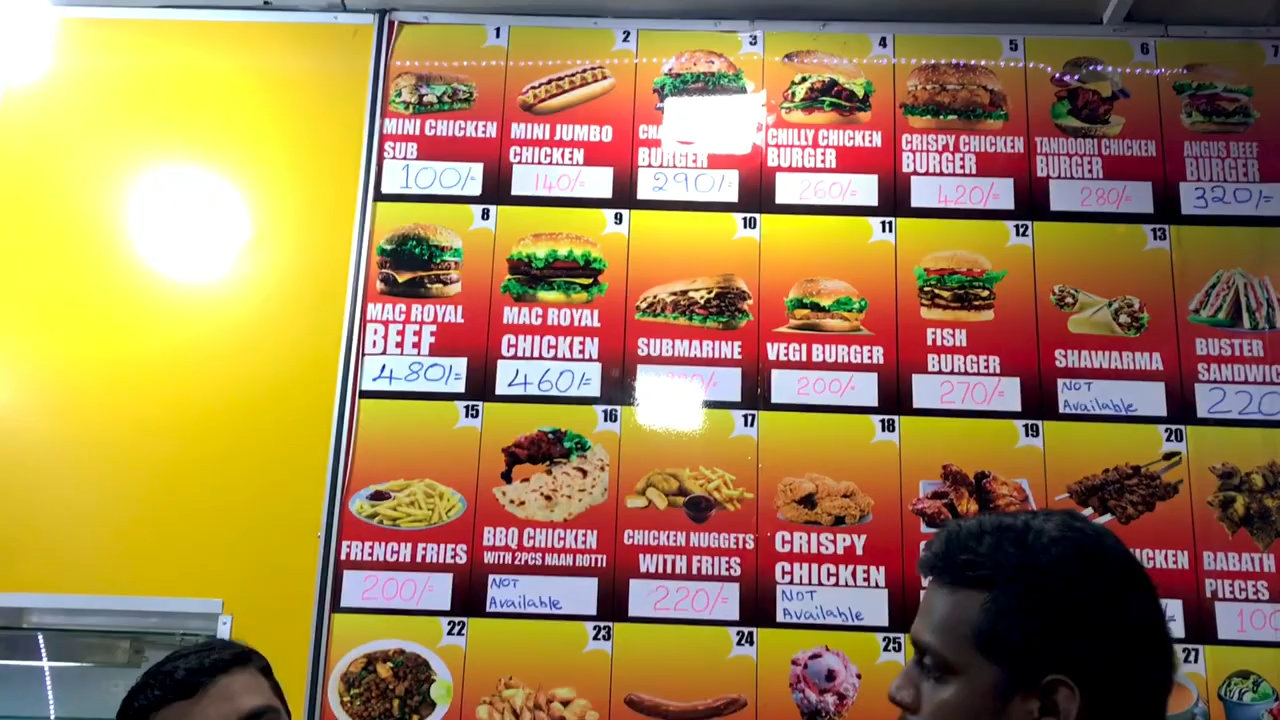 1
MINI CHICKEN
SUB
100/-
2
MINI JUMBO
CHICKEN
140/=
3
BURGER
290/=
4
CHILLY CHICKEN
BURGER
260/=
5
CRISPY CHICKEN
BURGER
420/=
6
TANDOORI CHICKEN
BURGER
280/=
7
ANGUS BEEF
BURGER
320/=
8
MAC ROYAL
BEEF
480/=
9
MAC ROYAL
CHICKEN
460/=
10
SUBMARINE
11
VEGI BURGER
200/=
12
FISH
BURGER
270/=
13
SHAWARMA
NOT
Available
BUSTER
220
15
FRENCH FRIES
200/=
16
BBQ CHICKEN
WITH 2PCS NAAN ROTTI
NOT
Available
17
CHICKEN NUGGETS
WITH FRIES
220/=
18
CRISPY
CHICKEN
NOT
Available
19
20
BABATH
PIECES
22
23
24
25
27